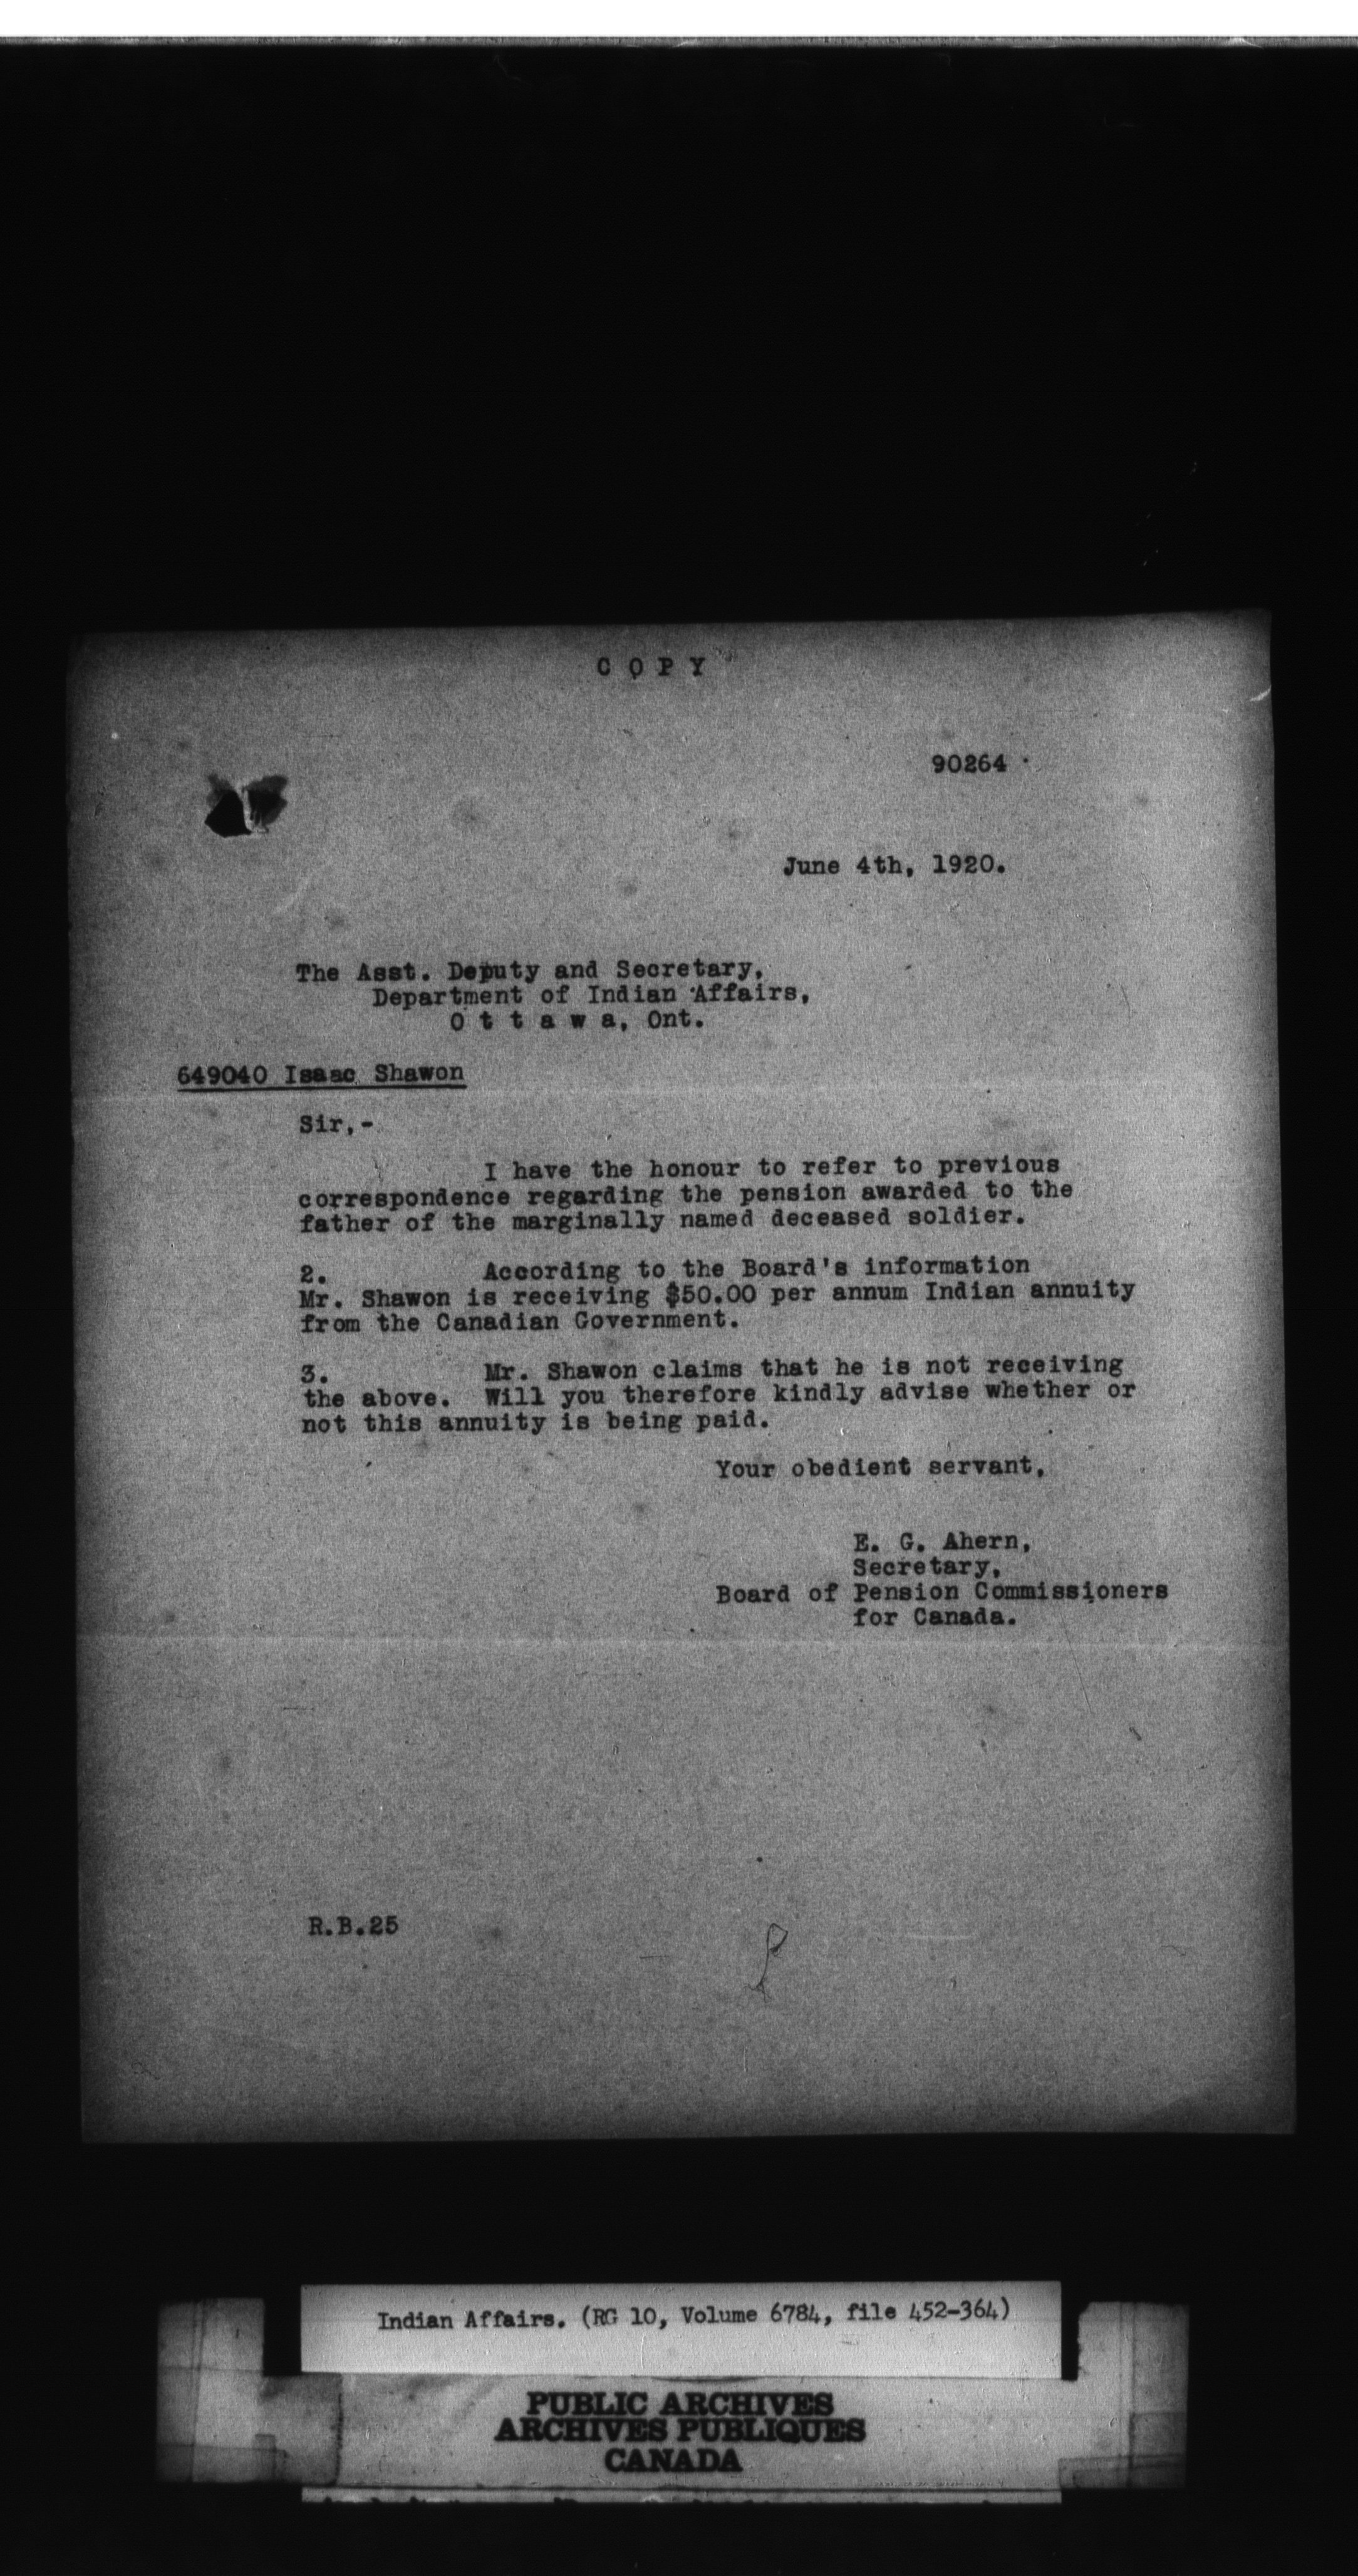 C O P Y
90264
June 4th, 1920.
The Asst. Deputy and Secretary,
Department of Indian Affairs,
O t t a w a, Ont.
649040 Isaac Shawon
Sir,-
I have the honour to refer to previous
correspondence regarding the pension awarded to the
father of the marginally named deceased soldier.
2. According to the Board's information
Mr. Shawon is receiving $50.00 per annum Indian annuity
from the Canadian Government.
3. Mr. Shawon claims that he is not receiving
the above. Will you therefore kindly advise whether or
not this annuity is being paid.
Your obedient servant,
E. G. Ahern,
Secretary,
Board of Pension Commissioners
for Canada.
R.B.25
Indian Affairs. (RG 10, Volume 6784, file 452-364)
PUBLIC ARCHIVES
ARCHIVES PUBLIQUES
CANADA